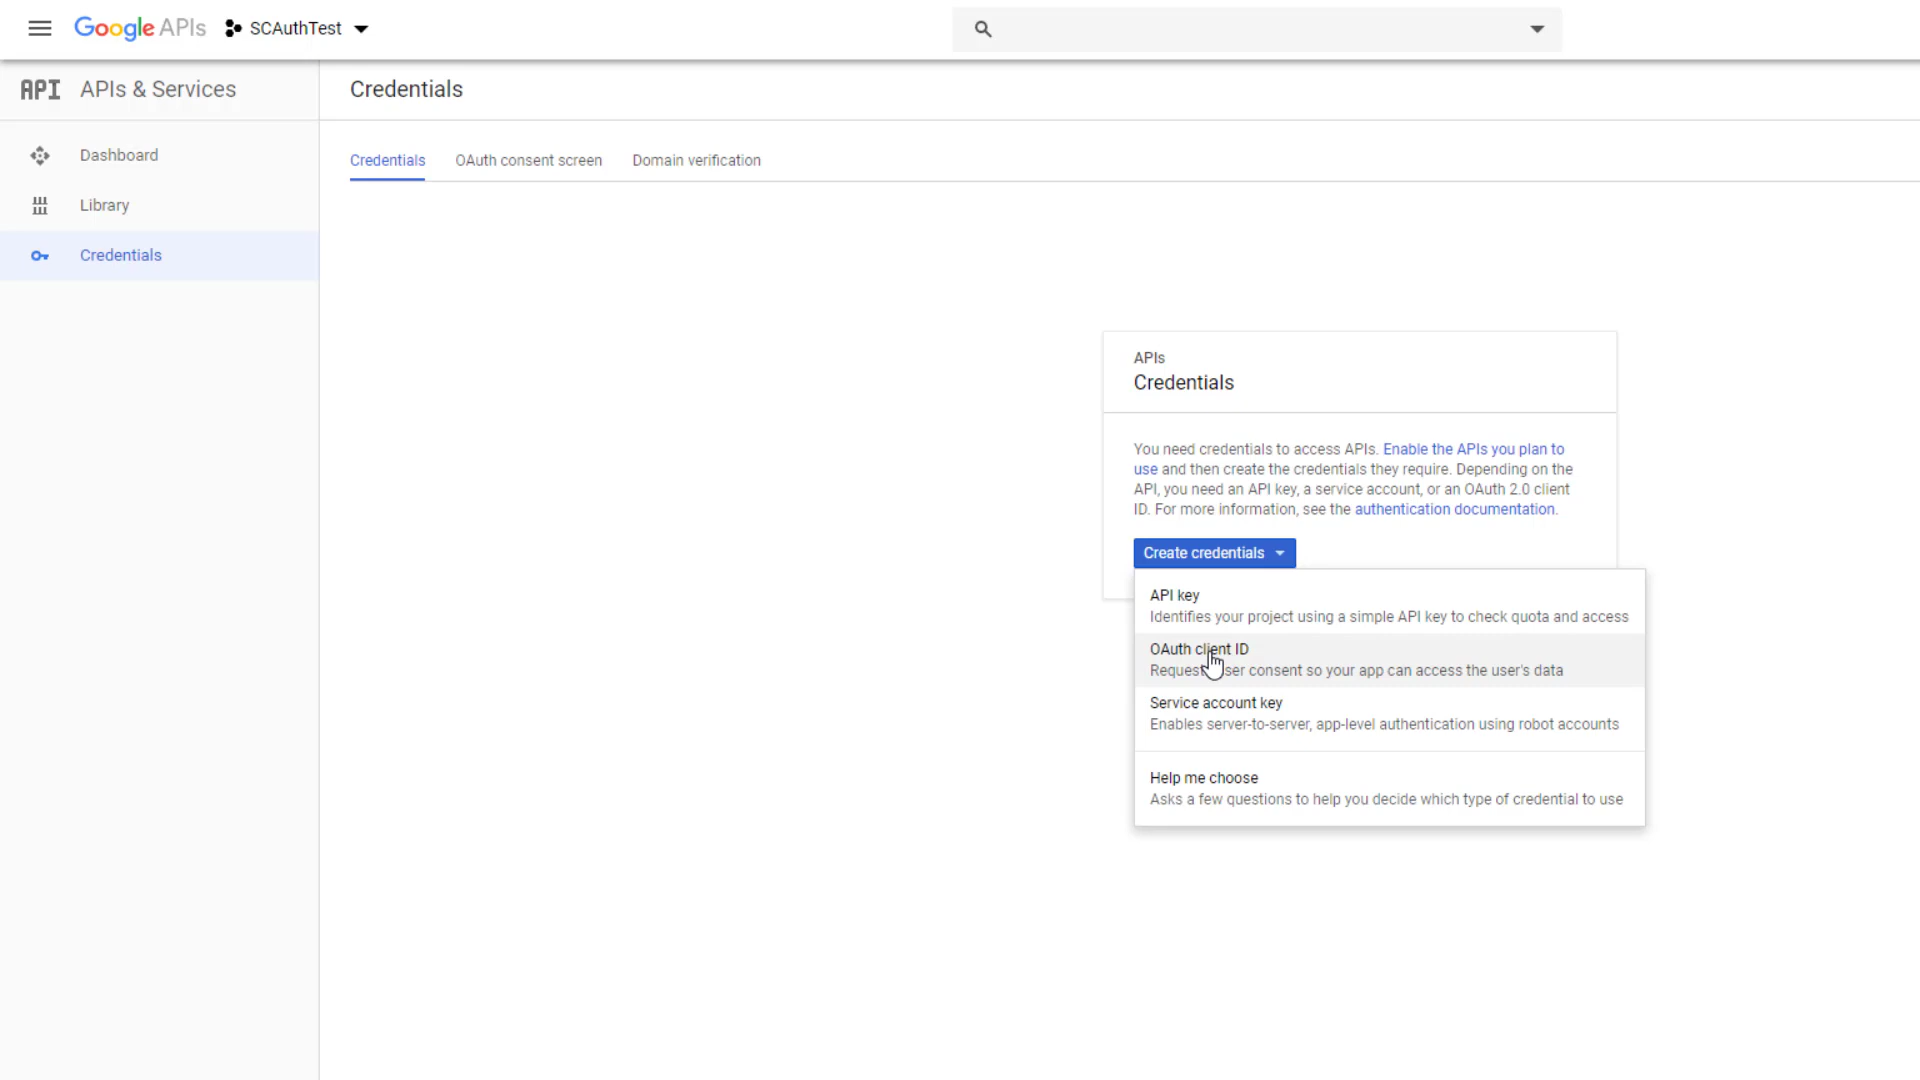 Google APIs
SCAuthTest
API APIs & Services
Credentials
Dashboard
Library
Credentials
Credentials
OAuth consent screen
Domain verification
APIs
Credentials
You need credentials to access APIs. Enable the APIs you plan to
use and then create the credentials they require. Depending on the
API, you need an API key, a service account, or an OAuth 2.0 client
ID. For more information, see the authentication documentation.
Create credentials
API key
Identifies your project using a simple API key to check quota and access
OAuth client ID
Requests user consent so your app can access the user's data
Service account key
Enables server-to-server, app-level authentication using robot accounts
Help me choose
Asks a few questions to help you decide which type of credential to use